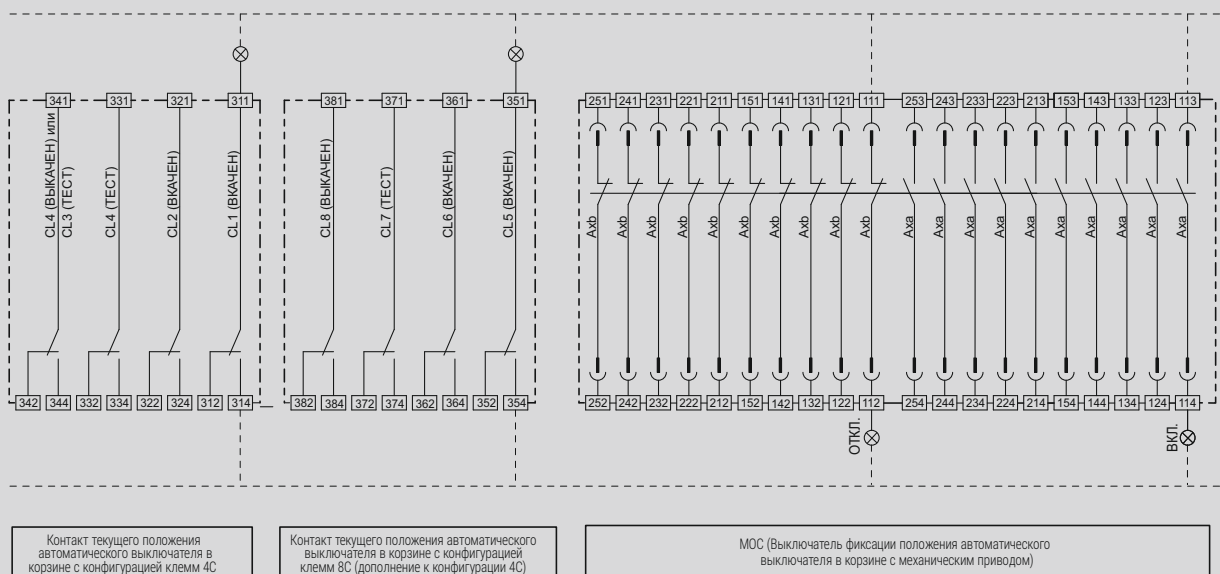 341 331 321 311 381 371 361 351 251 241 231 221 211 151 141 131 121 111 253 243 233 223 213 153 143 133 123 113
CL4 (ВЫКАЧЕН) или
CL3 (ТЕСТ)
CL4 (ТЕСТ)
CL2 (ВКАЧЕН)
CL1 (ВКАЧЕН)
CL8 (ВЫКАЧЕН)
CL7 (ТЕСТ)
CL6 (ВКАЧЕН)
CL5 (ВКАЧЕН)
Axb Axb Axb Axb Axb Axb Axb Axb Axb Axb Axa Axa Axa Axa Axa Axa Axa Axa Axa Axa
342 344 332 334 322 324 312 314 382 384 372 374 362 364 352 354 252 242 232 222 212 152 142 132 122 112 254 244 234 224 214 154 144 134 124 114
ОТКЛ.
ВКЛ.
Контакт текущего положения
автоматического выключателя в
корзине с конфигурацией клемм 4С
Контакт текущего положения автоматического
выключателя в корзине с конфигурацией
клемм 8С (дополнение к конфигурации 4С)
МОС (Выключатель фиксации положения автоматического
выключателя в корзине с механическим приводом)